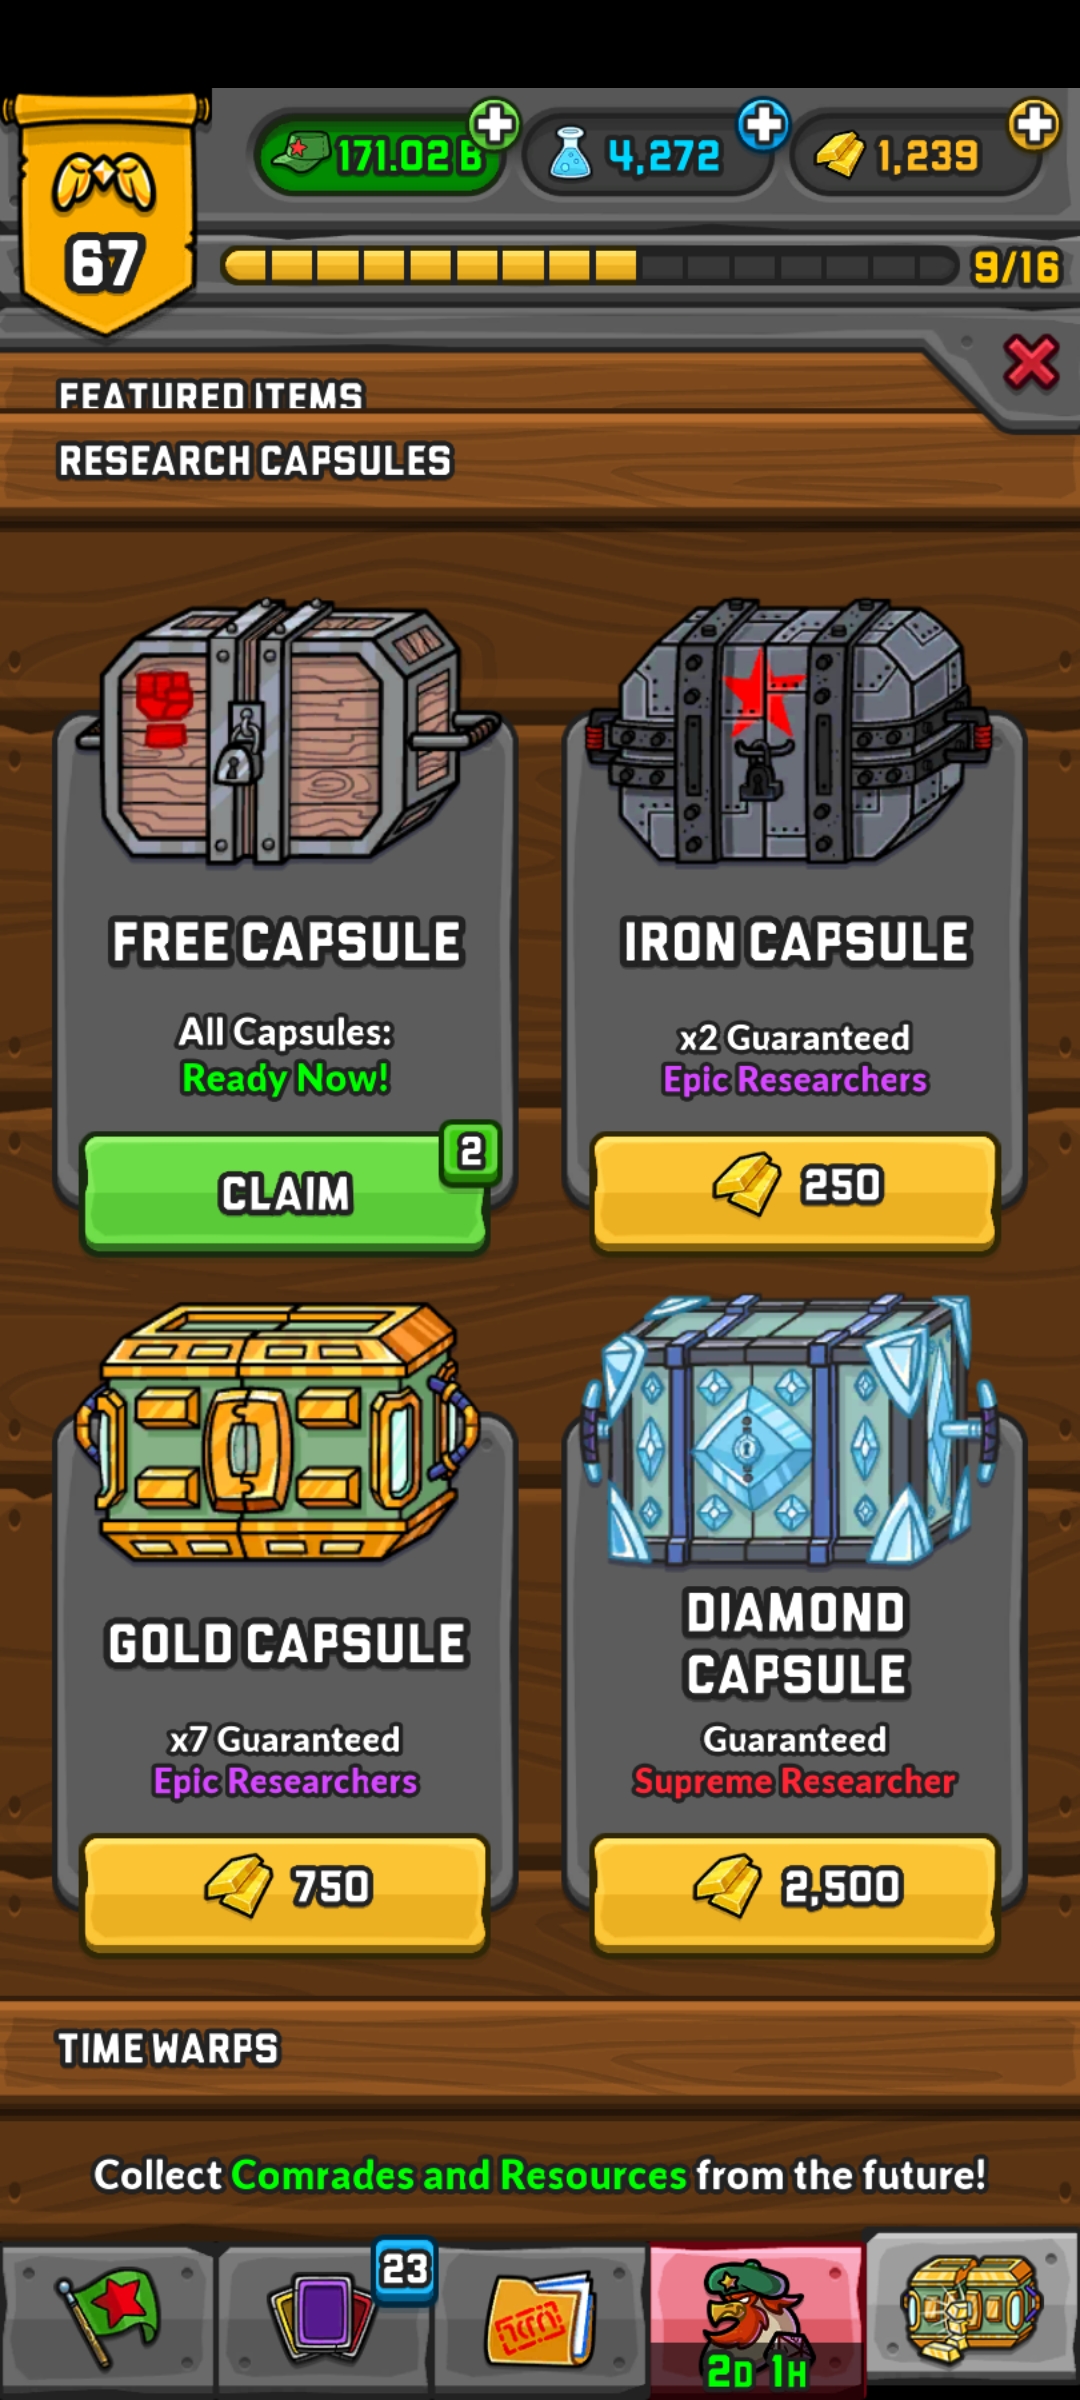 171.02 B
4,272
1,239
67
9/16
FEATURED ITEMS
RESEARCH CAPSULES
FREE CAPSULE
IRON CAPSULE
All Capsules:
Ready Now!
x2 Guaranteed
Epic Researchers
2
CLAIM
250
GOLD CAPSULE
DIAMOND
CAPSULE
x7 Guaranteed
Epic Researchers
Guaranteed
Supreme Researcher
750
2,500
TIME WARPS
Collect Comrades and Resources from the future!
23
2D 1H